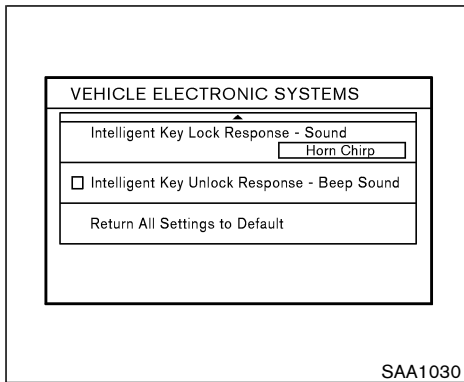 VEHICLE ELECTRONIC SYSTEMS
Intelligent Key Lock Response - Sound
Horn Chirp
Intelligent Key Unlock Response - Beep Sound
Return All Settings to Default
SAA1030